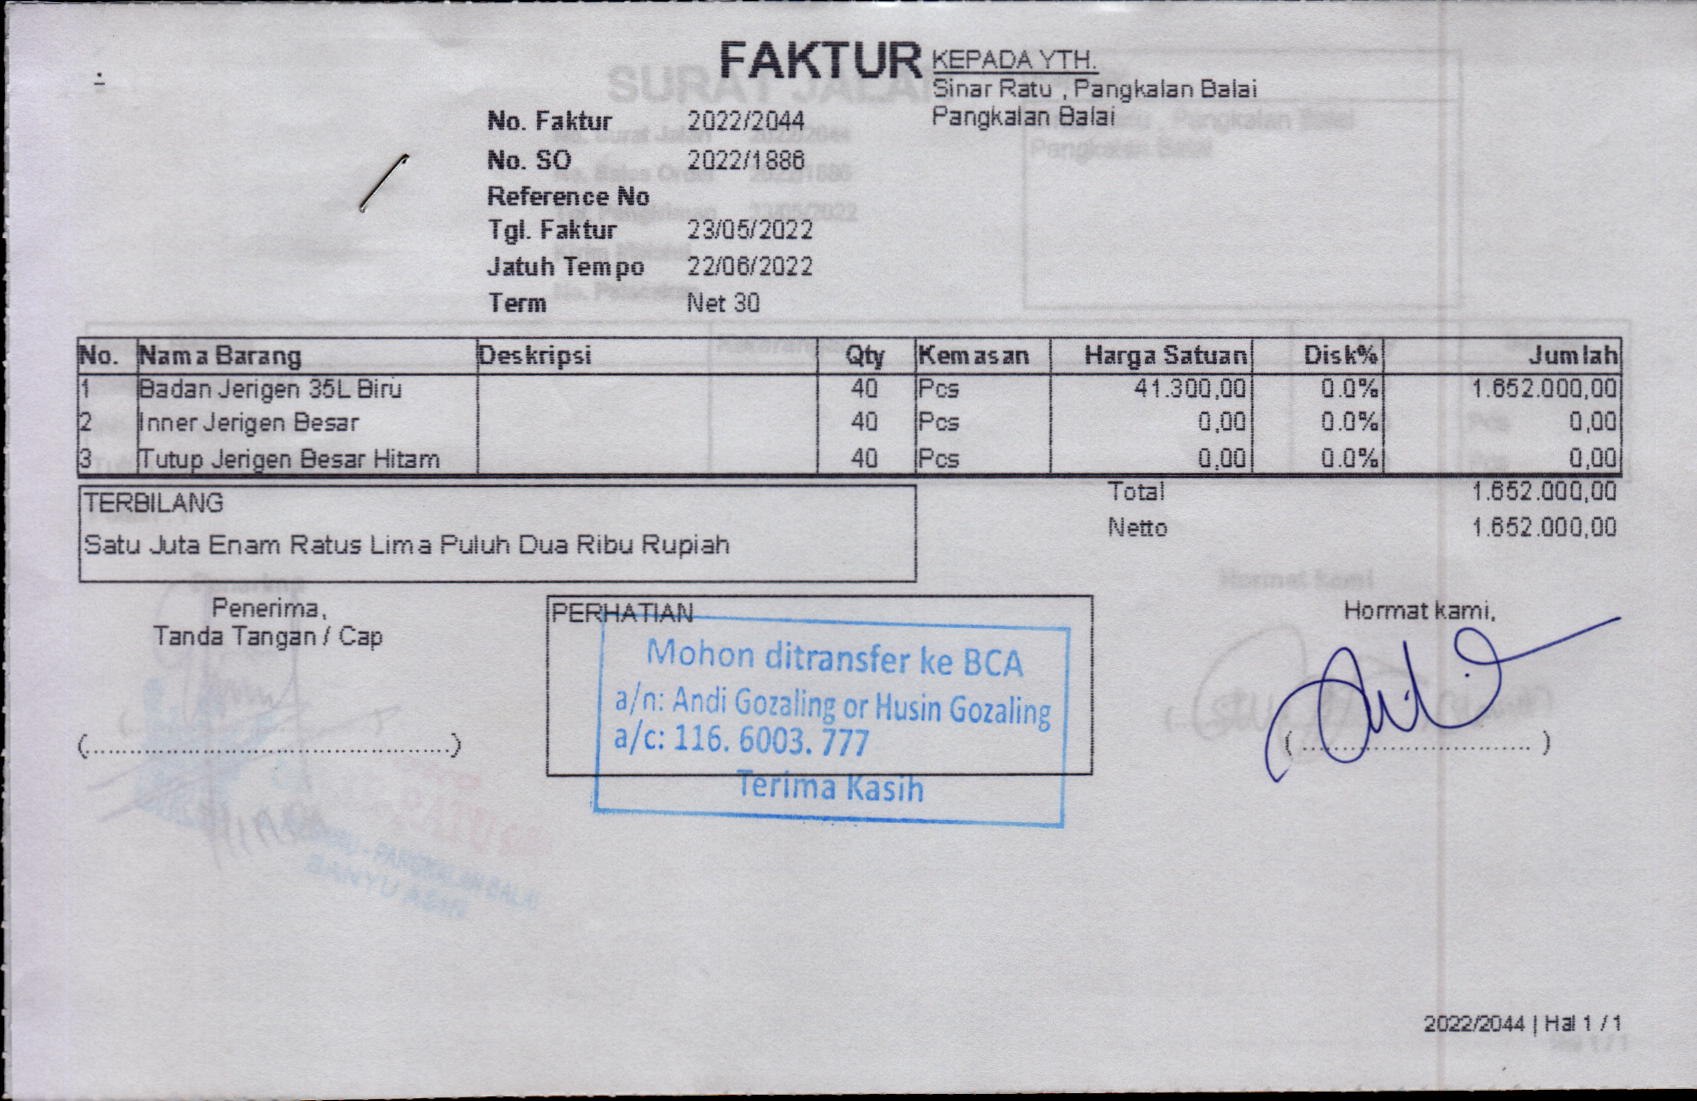 FAKTUR
KEPADA YTH.
Sinar Ratu , Pangkalan Balai
Pangkalan Balai
No. Faktur 2022/2044
No. SO 2022/1886
Reference No
Tgl. Faktur 23/05/2022
Jatuh Tempo 22/06/2022
Term Net 30
No. Nama Barang Deskripsi Qty Kemasan Harga Satuan Disk% Jumlah
1 Badan Jerigen 35L Biru 40 Pcs 41.300,00 0.0% 1.652.000,00
2 Inner Jerigen Besar 40 Pcs 0,00 0.0% 0,00
3 Tutup Jerigen Besar Hitam 40 Pcs 0,00 0.0% 0,00
Total 1.652.000,00
Netto 1.652.000,00
TERBILANG
Satu Juta Enam Ratus Lima Puluh Dua Ribu Rupiah
Penerima,
Tanda Tangan / Cap
(.................................................)
PERHATIAN
Mohon ditransfer ke BCA
a/n: Andi Gozaling or Husin Gozaling
a/c: 116. 6003. 777
Terima Kasih
Hormat kami,
( ............................... )
2022/2044 | Hal 1 / 1